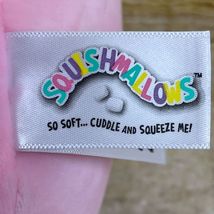 SQUISHMALLOWS™
SO SOFT... CUDDLE AND SQUEEZE ME!